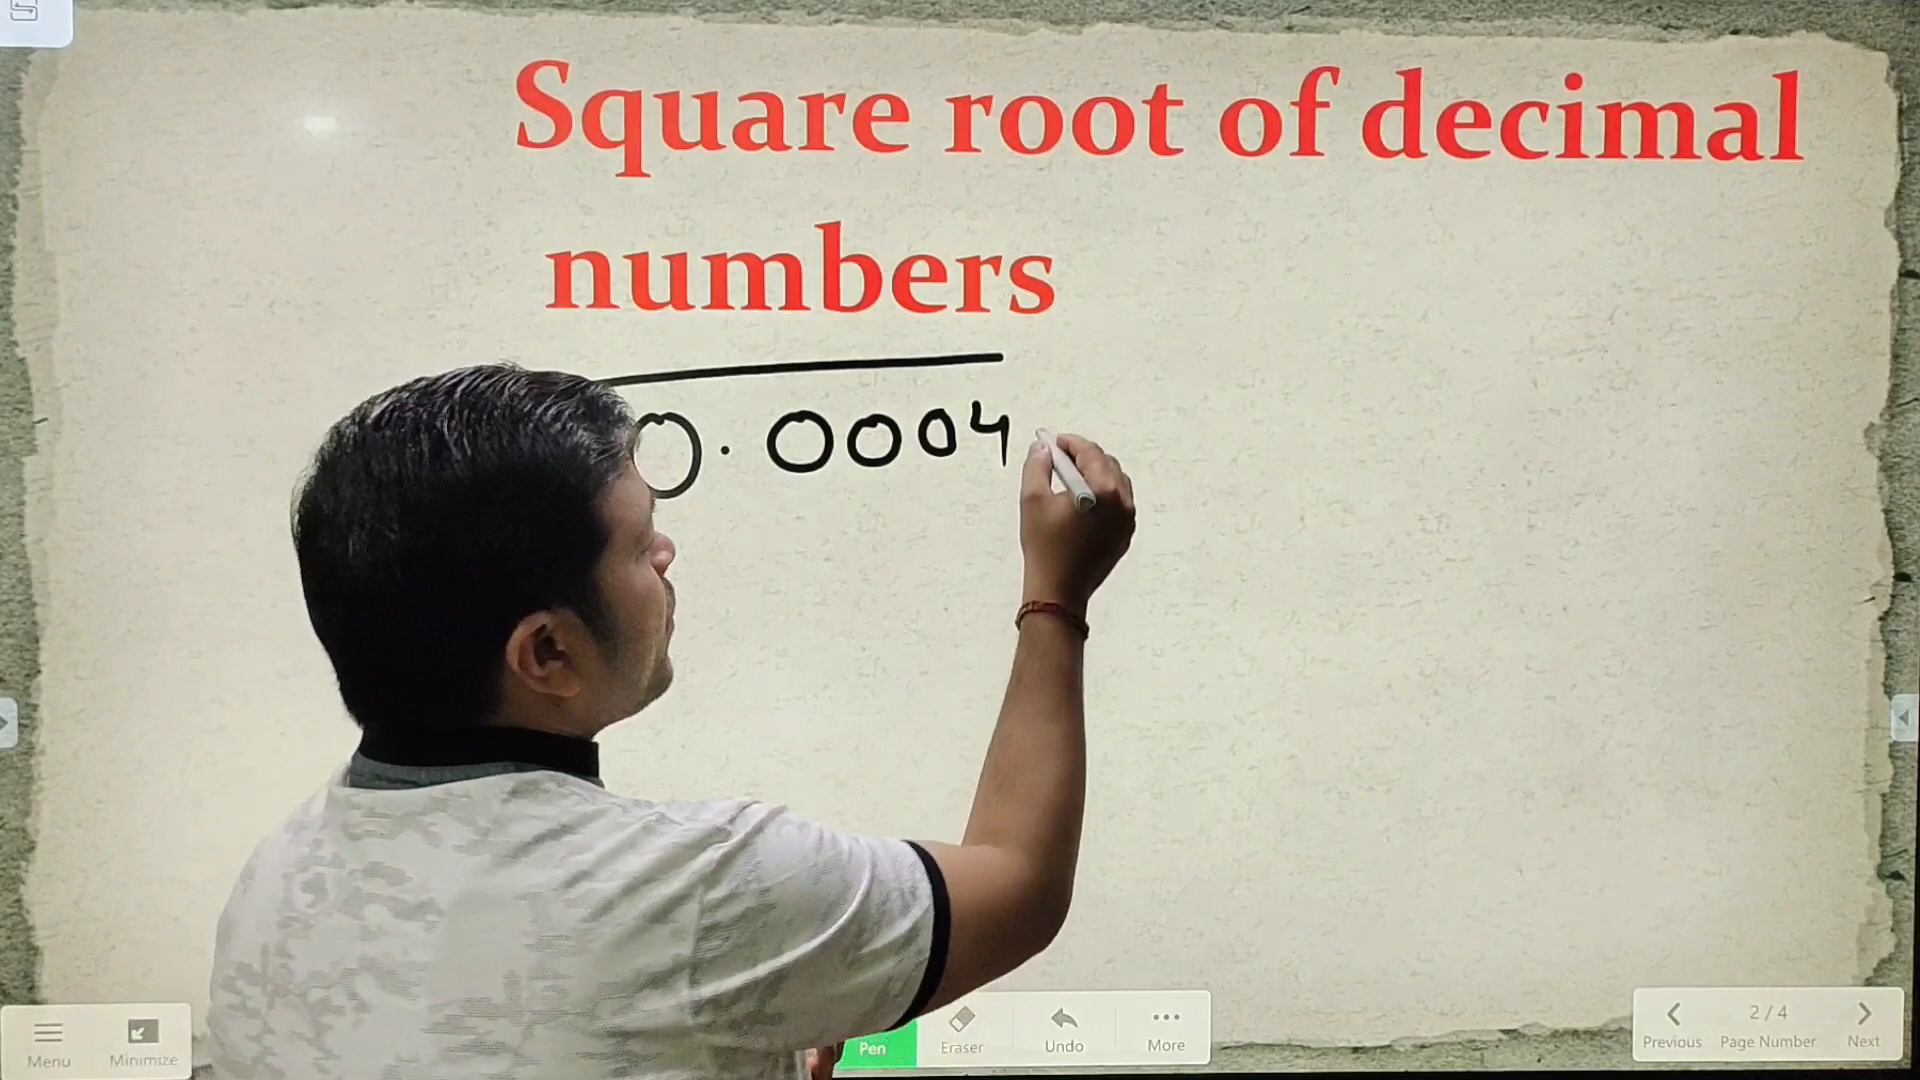 Square root of decimal
numbers
0.0004
Menu
Minimize
Pen
Eraser
Undo
More
Previous
2 / 4
Page Number
Next